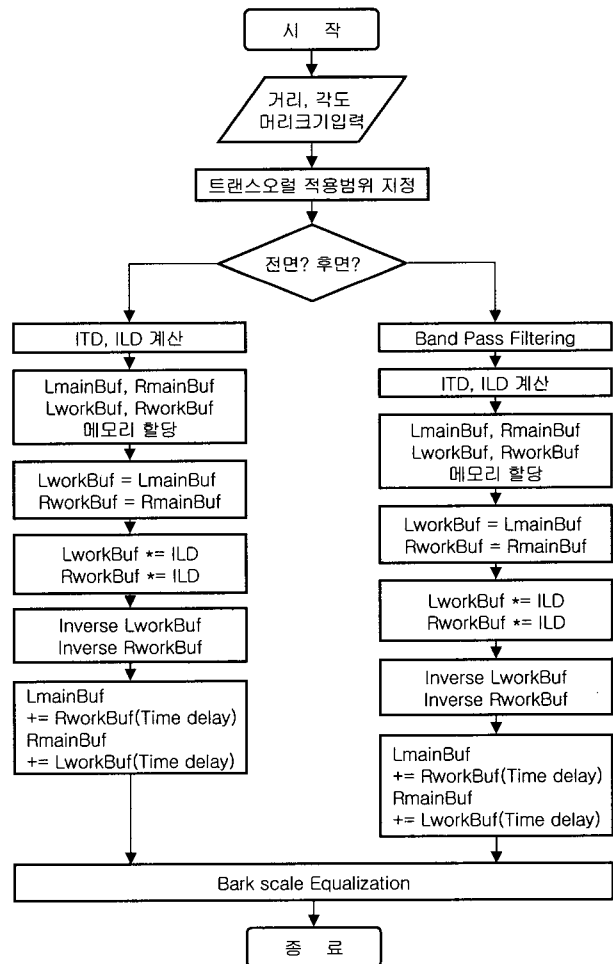 시 작
거리, 각도
머리크기입력
트랜스오럴 적용범위 지정
전면? 후면?
ITD, ILD 계산
LmainBuf, RmainBuf
LworkBuf, RworkBuf
메모리 할당
LworkBuf = LmainBuf
RworkBuf = RmainBuf
LworkBuf *= ILD
RworkBuf *= ILD
Inverse LworkBuf
Inverse RworkBuf
LmainBuf
+= RworkBuf(Time delay)
RmainBuf
+= LworkBuf(Time delay)
Band Pass Filtering
ITD, ILD 계산
LmainBuf, RmainBuf
LworkBuf, RworkBuf
메모리 할당
LworkBuf = LmainBuf
RworkBuf = RmainBuf
LworkBuf *= ILD
RworkBuf *= ILD
Inverse LworkBuf
Inverse RworkBuf
LmainBuf
+= RworkBuf(Time delay)
RmainBuf
+= LworkBuf(Time delay)
Bark scale Equalization
종 료